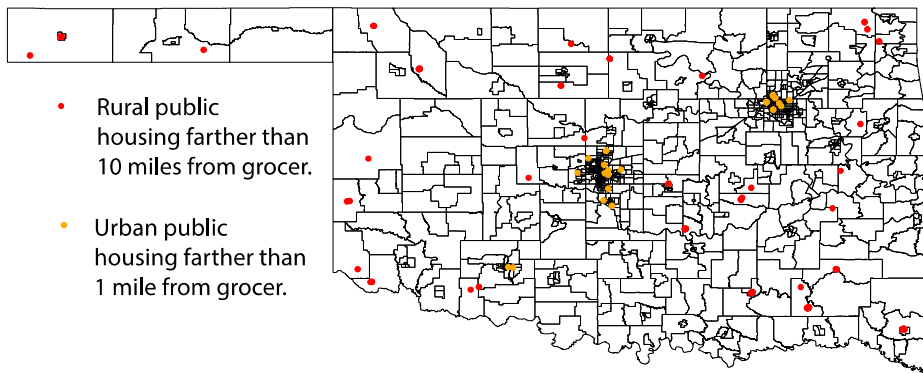 Rural public
housing farther than
10 miles from grocer.
Urban public
housing farther than
1 mile from grocer.